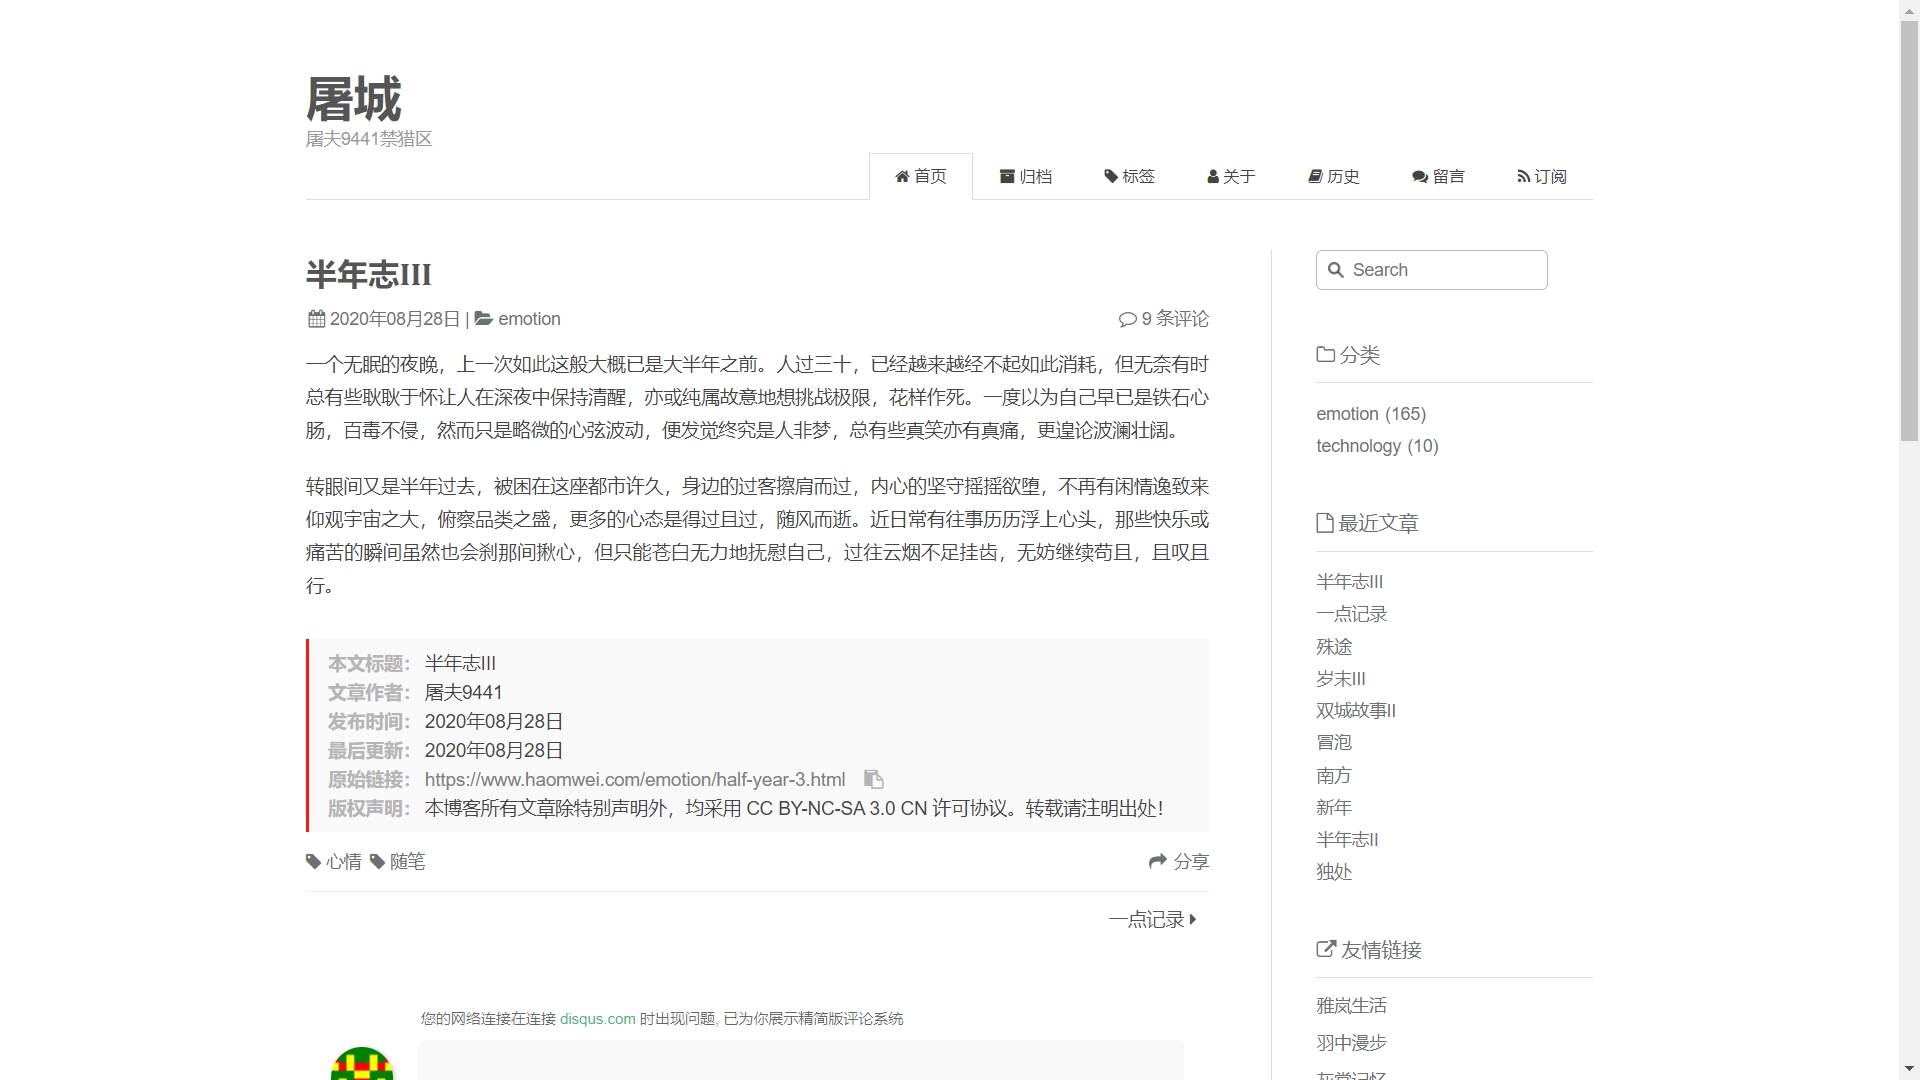 屠城
屠夫9441禁猎区
首页 归档 标签 关于 历史 留言 订阅
半年志III
2020年08月28日 | emotion 9 条评论
一个无眠的夜晚，上一次如此这般大概已是大半年之前。人过三十，已经越来越经不起如此消耗，但无奈有时
总有些耿耿于怀让人在深夜中保持清醒，亦或纯属故意地想挑战极限，花样作死。一度以为自己早已是铁石心
肠，百毒不侵，然而只是略微的心弦波动，便发觉终究是人非梦，总有些真笑亦有真痛，更遑论波澜壮阔。
转眼间又是半年过去，被困在这座都市许久，身边的过客擦肩而过，内心的坚守摇摇欲堕，不再有闲情逸致来
仰观宇宙之大，俯察品类之盛，更多的心态是得过且过，随风而逝。近日常有往事历历浮上心头，那些快乐或
痛苦的瞬间虽然也会刹那间揪心，但只能苍白无力地抚慰自己，过往云烟不足挂齿，无妨继续苟且，且叹且
行。
本文标题： 半年志III
文章作者： 屠夫9441
发布时间： 2020年08月28日
最后更新： 2020年08月28日
原始链接： https://www.haomwei.com/emotion/half-year-3.html
版权声明： 本博客所有文章除特别声明外，均采用 CC BY-NC-SA 3.0 CN 许可协议。转载请注明出处！
心情 随笔 分享
一点记录
您的网络连接在连接 disqus.com 时出现问题, 已为你展示精简版评论系统
Search
分类
emotion (165)
technology (10)
最近文章
半年志III
一点记录
殊途
岁末III
双城故事II
冒泡
南方
新年
半年志II
独处
友情链接
雅岚生活
羽中漫步